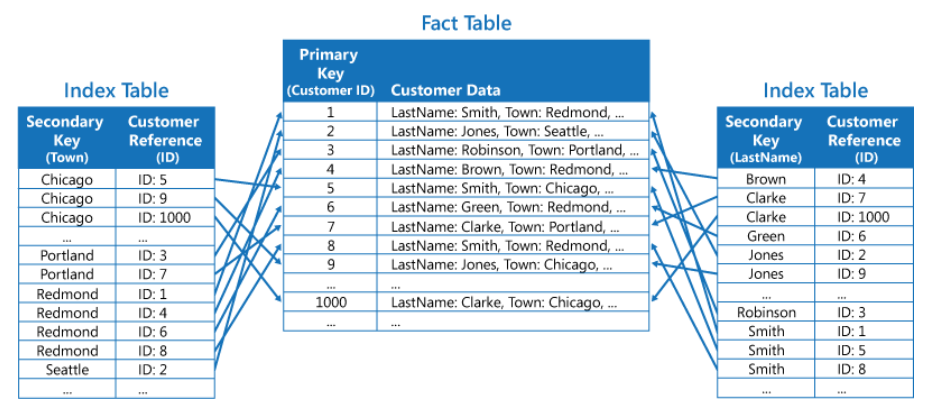 Fact Table
Primary
Key
(Customer ID) Customer Data
1 LastName: Smith, Town: Redmond, ...
2 LastName: Jones, Town: Seattle, ...
3 LastName: Robinson, Town: Portland, ...
4 LastName: Brown, Town: Redmond, ...
5 LastName: Smith, Town: Chicago, ...
6 LastName: Green, Town: Redmond, ...
7 LastName: Clarke, Town: Portland, ...
8 LastName: Smith, Town: Redmond, ...
9 LastName: Jones, Town: Chicago, ...
... ...
1000 LastName: Clarke, Town: Chicago, ...
... ...
Index Table
Secondary Customer
Key Reference
(Town) (ID)
Chicago ID: 5
Chicago ID: 9
Chicago ID: 1000
... ...
Portland ID: 3
Portland ID: 7
Redmond ID: 1
Redmond ID: 4
Redmond ID: 6
Redmond ID: 8
Seattle ID: 2
... ...
Index Table
Secondary Customer
Key Reference
(LastName) (ID)
Brown ID: 4
Clarke ID: 7
Clarke ID: 1000
Green ID: 6
Jones ID: 2
Jones ID: 9
... ...
Robinson ID: 3
Smith ID: 1
Smith ID: 5
Smith ID: 8
... ...